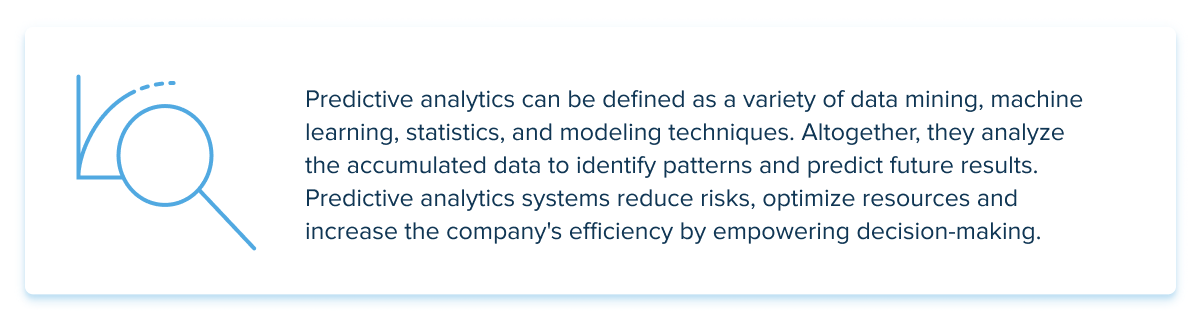 Predictive analytics can be defined as a variety of data mining, machine
learning, statistics, and modeling techniques. Altogether, they analyze
the accumulated data to identify patterns and predict future results.
Predictive analytics systems reduce risks, optimize resources and
increase the company's efficiency by empowering decision-making.